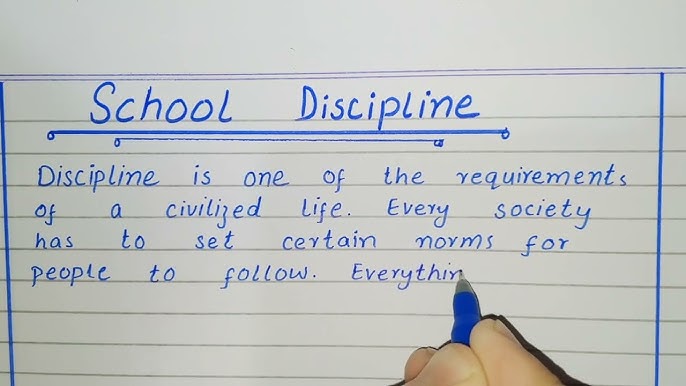 School Discipline
Discipline is one of the requirements
of a civilized life. Every society
has to set certain norms for
people to follow. Everythin